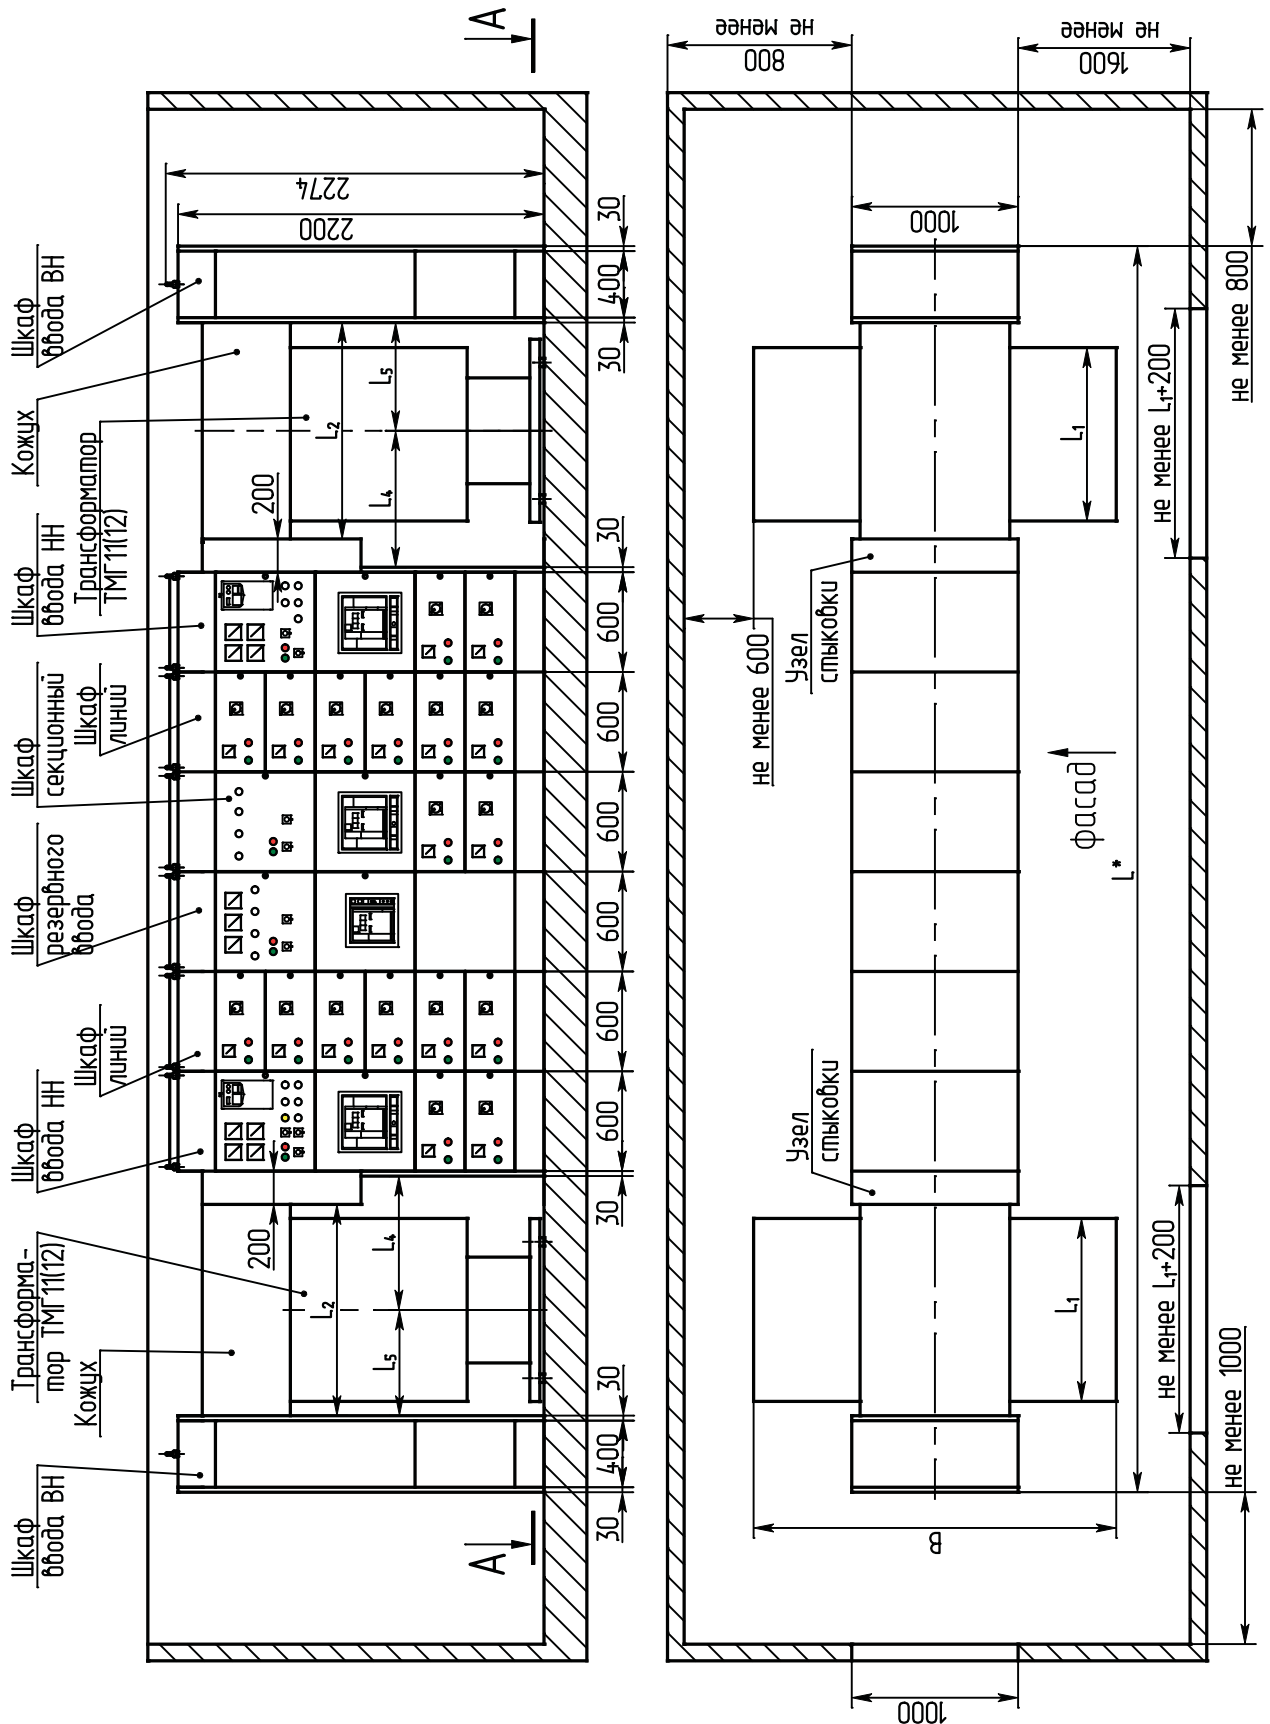 Шкаф
ввода ВН
Кожух
Трансформа-
тор ТМГ11(12)
Шкаф
ввода НН
Шкаф
линий
Шкаф
резервного
ввода
Шкаф
секционный
Шкаф
линий
Шкаф
ввода НН
Трансформатор
ТМГ11(12)
Кожух
Шкаф
ввода ВН
А
А
2200
2274
200
200
L2
L5
L4
L2
L4
L5
30
400
30
30
600
600
600
600
600
600
30
30
400
30
не менее
800
не менее
1600
1000
1000
не менее 600
Узел
стыковки
Узел
стыковки
фасад
L*
L1
L1
В
не менее L1+200
не менее L1+200
не менее 1000
не менее 800